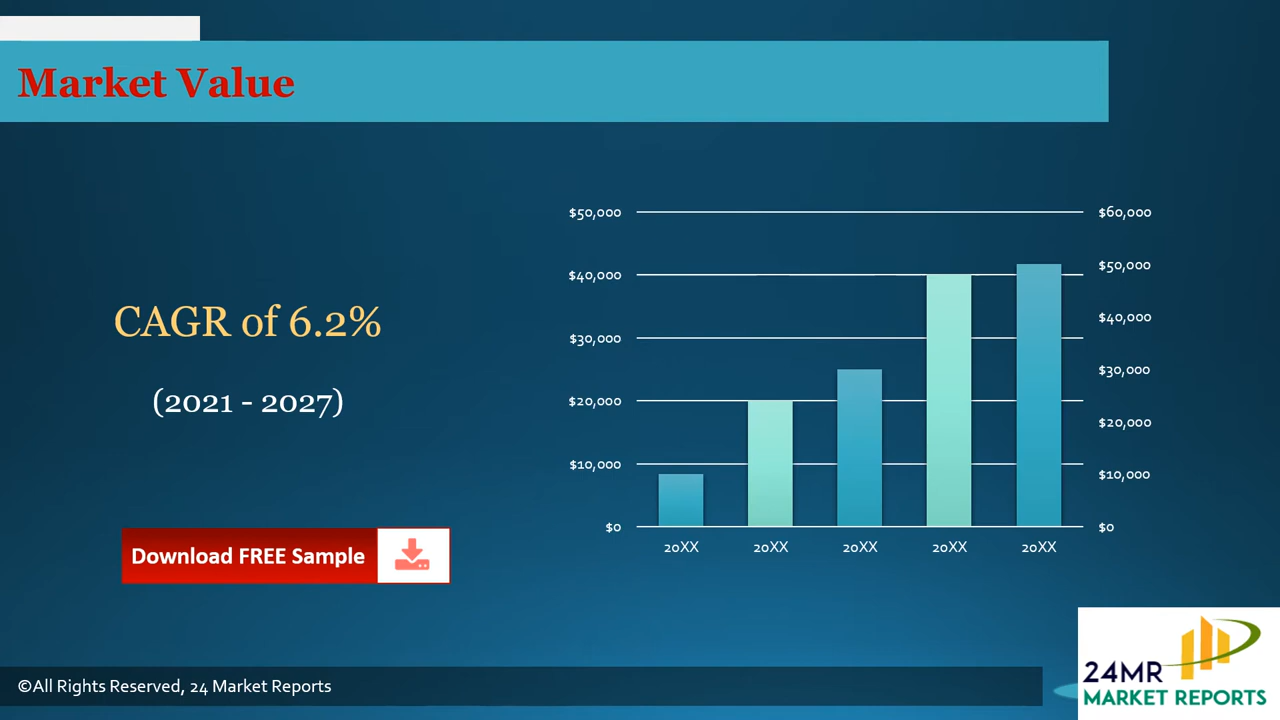 Market Value
CAGR of 6.2%
(2021 - 2027)
Download FREE Sample
$50,000
$40,000
$30,000
$20,000
$10,000
$0
$60,000
$50,000
$40,000
$30,000
$20,000
$10,000
$0
20XX 20XX 20XX 20XX 20XX
©All Rights Reserved, 24 Market Reports
24MR
MARKET REPORTS